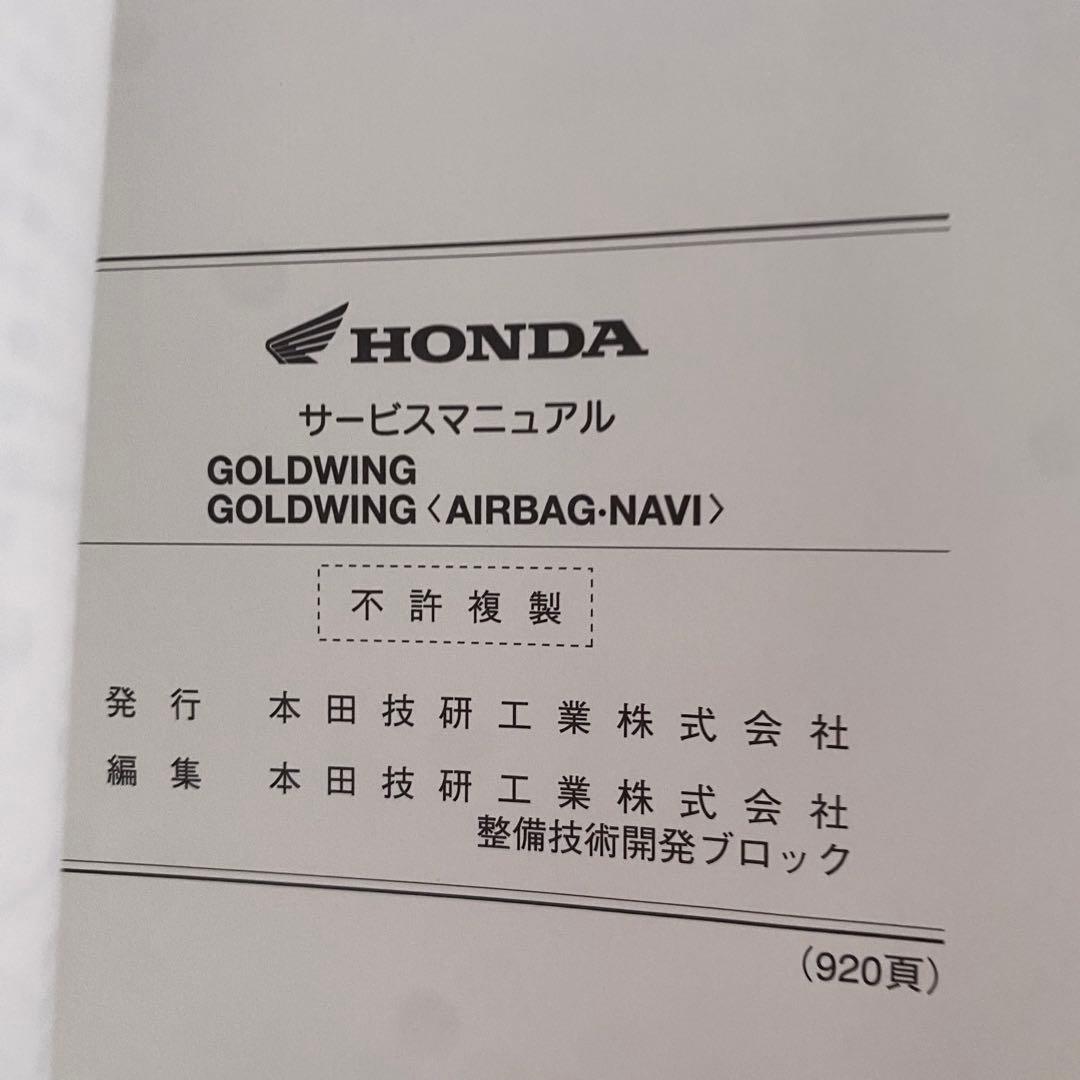 HONDA
サービスマニュアル
GOLDWING
GOLDWING〈AIRBAG·NAVI〉
不許複製
発行 本田技研工業株式会社
編集 本田技研工業株式会社
整備技術開発ブロック
(920頁)